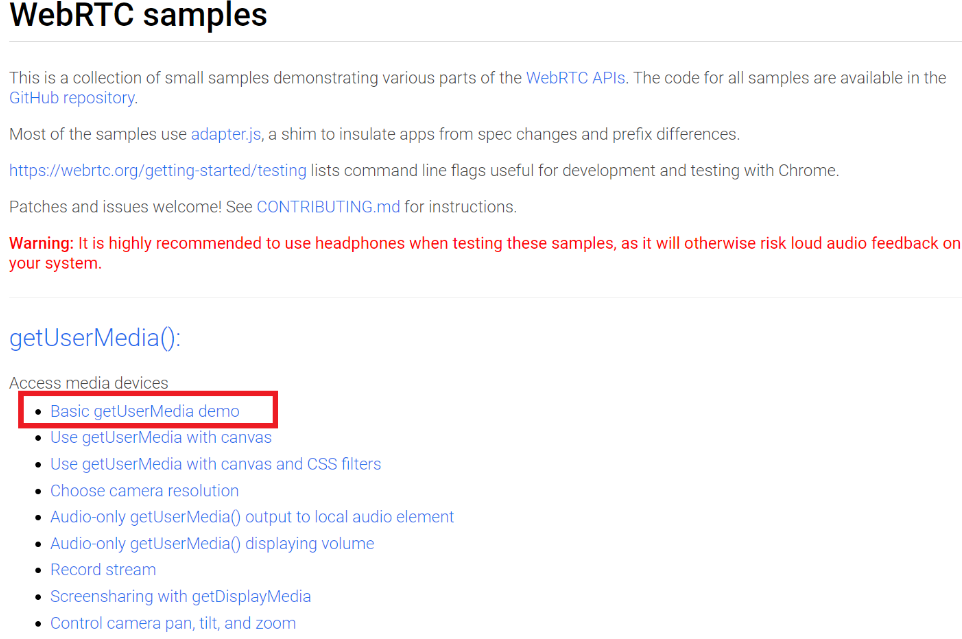 WebRTC samples
This is a collection of small samples demonstrating various parts of the WebRTC APIs. The code for all samples are available in the
GitHub repository.
Most of the samples use adapter.js, a shim to insulate apps from spec changes and prefix differences.
https://webrtc.org/getting-started/testing lists command line flags useful for development and testing with Chrome.
Patches and issues welcome! See CONTRIBUTING.md for instructions.
Warning: It is highly recommended to use headphones when testing these samples, as it will otherwise risk loud audio feedback on
your system.
getUserMedia():
Access media devices
• Basic getUserMedia demo
• Use getUserMedia with canvas
• Use getUserMedia with canvas and CSS filters
• Choose camera resolution
• Audio-only getUserMedia() output to local audio element
• Audio-only getUserMedia() displaying volume
• Record stream
• Screensharing with getDisplayMedia
• Control camera pan, tilt, and zoom